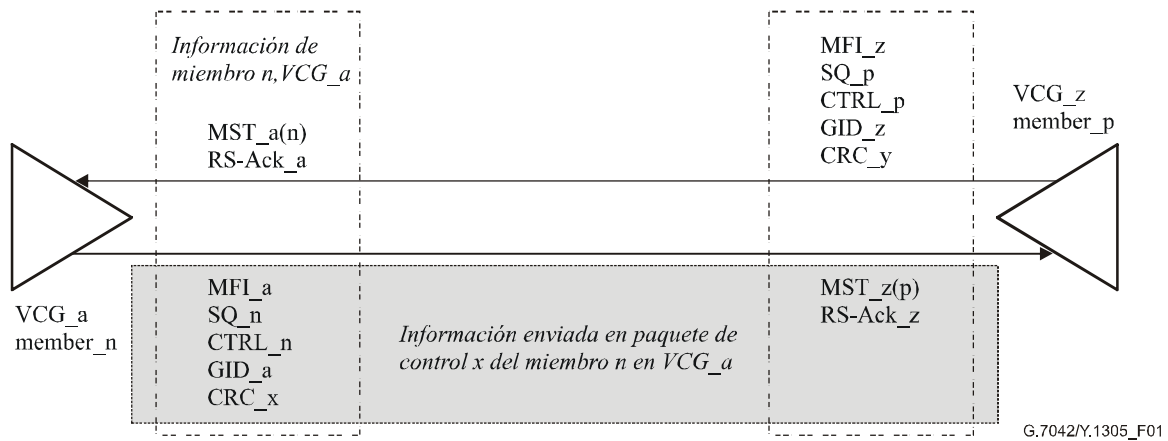 Información de
miembro n,VCG_a
MST_a(n)
RS-Ack_a
MFI_z
SQ_p
CTRL_p
GID_z
CRC_y
VCG_z
member_p
VCG_a
member_n
MFI_a
SQ_n
CTRL_n
GID_a
CRC_x
Información enviada en paquete de
control x del miembro n en VCG_a
MST_z(p)
RS-Ack_z
G.7042/Y.1305_F01